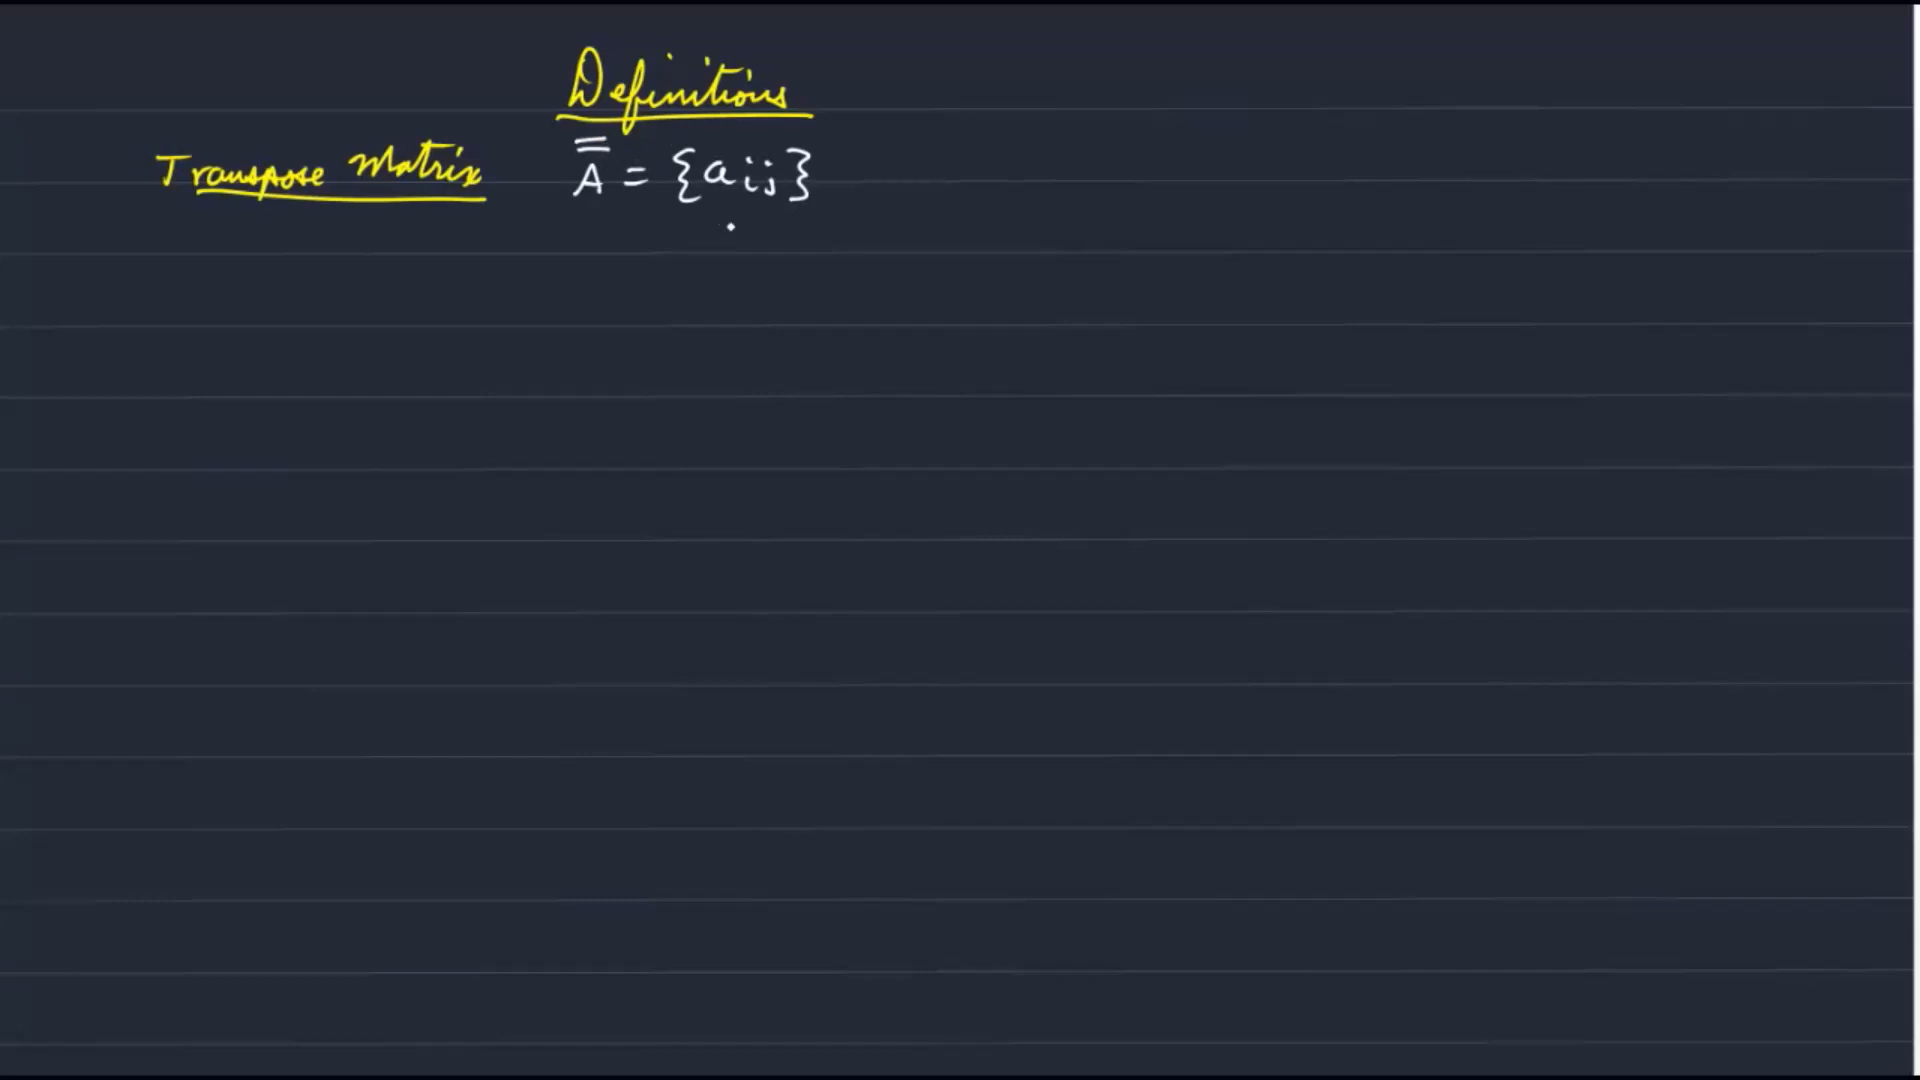 Definitions
Transpose Matrix A̿ = {aij}